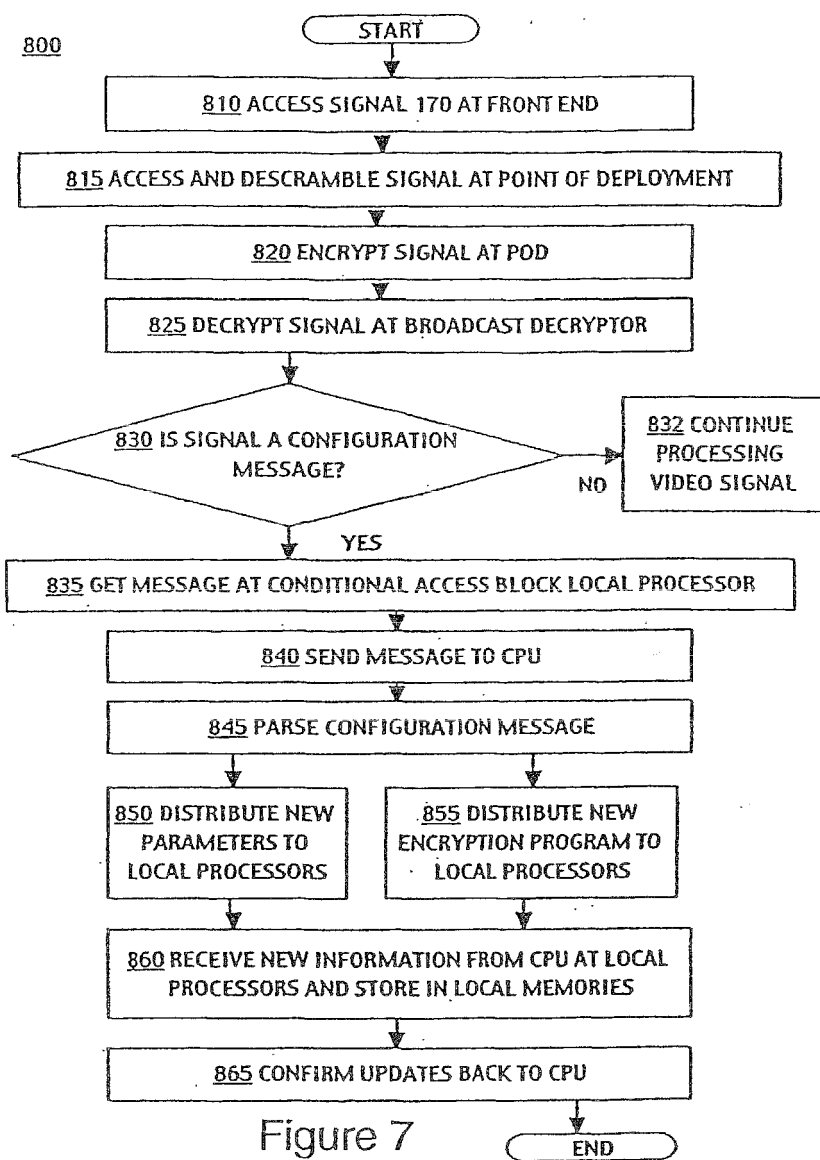 START
800
810 ACCESS SIGNAL 170 AT FRONT END
815 ACCESS AND DESCRAMBLE SIGNAL AT POINT OF DEPLOYMENT
820 ENCRYPT SIGNAL AT POD
825 DECRYPT SIGNAL AT BROADCAST DECRYPTOR
830 IS SIGNAL A CONFIGURATION
MESSAGE?
832 CONTINUE
PROCESSING
VIDEO SIGNAL
NO
YES
835 GET MESSAGE AT CONDITIONAL ACCESS BLOCK LOCAL PROCESSOR
840 SEND MESSAGE TO CPU
845 PARSE CONFIGURATION MESSAGE
850 DISTRIBUTE NEW
PARAMETERS TO
LOCAL PROCESSORS
855 DISTRIBUTE NEW
ENCRYPTION PROGRAM TO
LOCAL PROCESSORS
860 RECEIVE NEW INFORMATION FROM CPU AT LOCAL
PROCESSORS AND STORE IN LOCAL MEMORIES
865 CONFIRM UPDATES BACK TO CPU
Figure 7
END